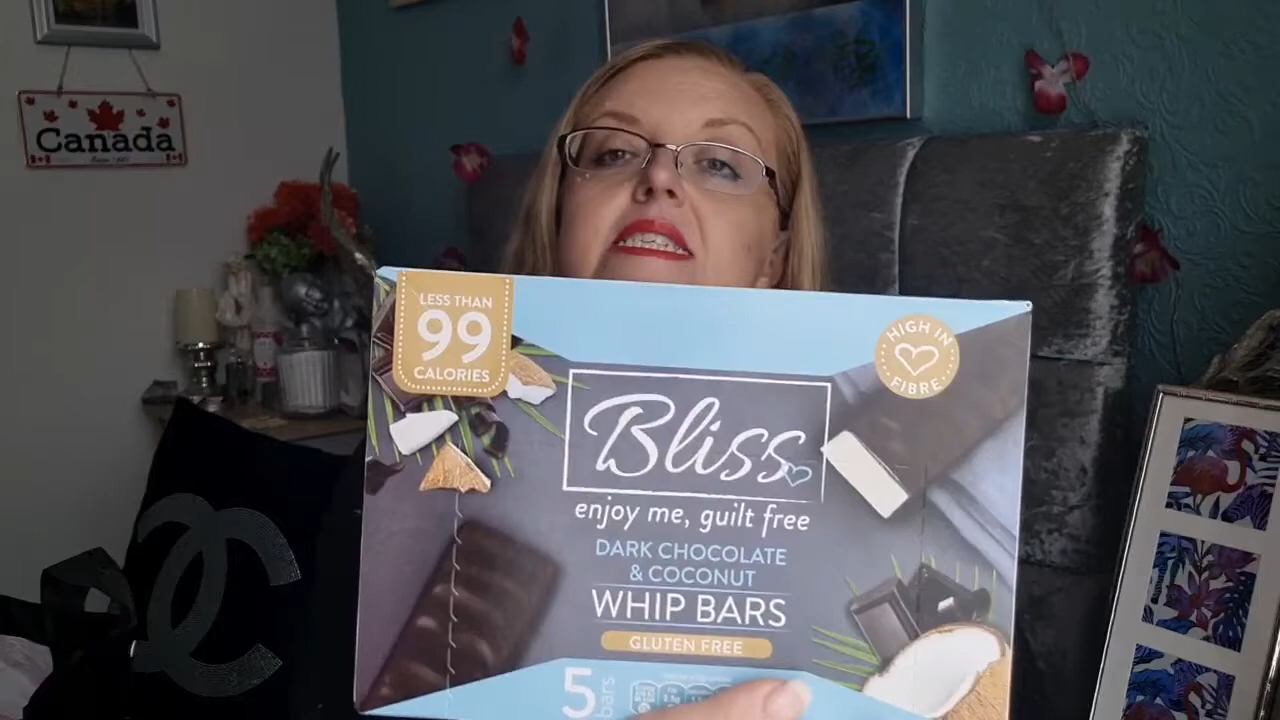 Canada
LESS THAN
99
CALORIES
HIGH IN
FIBRE
Bliss
enjoy me, guilt free
DARK CHOCOLATE
& COCONUT
WHIP BARS
GLUTEN FREE
5
bars